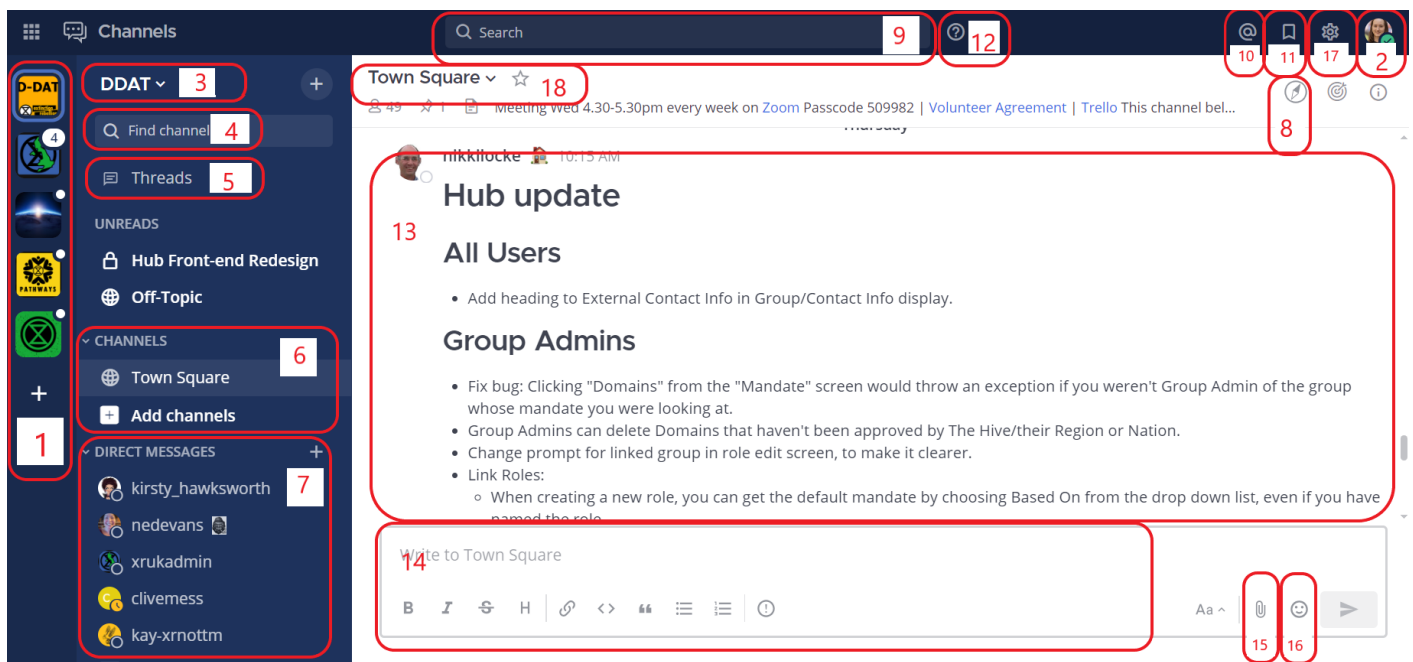 Channels
Search
9
12
10
11
17
2
D-DAT
DDAT
3
Town Square
18
49 1 Meeting Wed 4.30-5.30pm every week on Zoom Passcode 509982 | Volunteer Agreement | Trello This channel bel...
8
4
Find channel
4
Threads
5
UNREADS
Hub Front-end Redesign
Off-Topic
PATHWAYS
CHANNELS
6
Town Square
Add channels
1
DIRECT MESSAGES
kirsty_hawksworth
7
nedevans
xrukadmin
clivemess
kay-xrnottm
Thursday
nikkilocke 10:15 AM
Hub update
13
All Users
• Add heading to External Contact Info in Group/Contact Info display.
Group Admins
• Fix bug: Clicking "Domains" from the "Mandate" screen would throw an exception if you weren't Group Admin of the group
whose mandate you were looking at.
• Group Admins can delete Domains that haven't been approved by The Hive/their Region or Nation.
• Change prompt for linked group in role edit screen, to make it clearer.
• Link Roles:
◦ When creating a new role, you can get the default mandate by choosing Based On from the drop down list, even if you have
named the role
Write to Town Square
14
B I S H
Aa
15
16